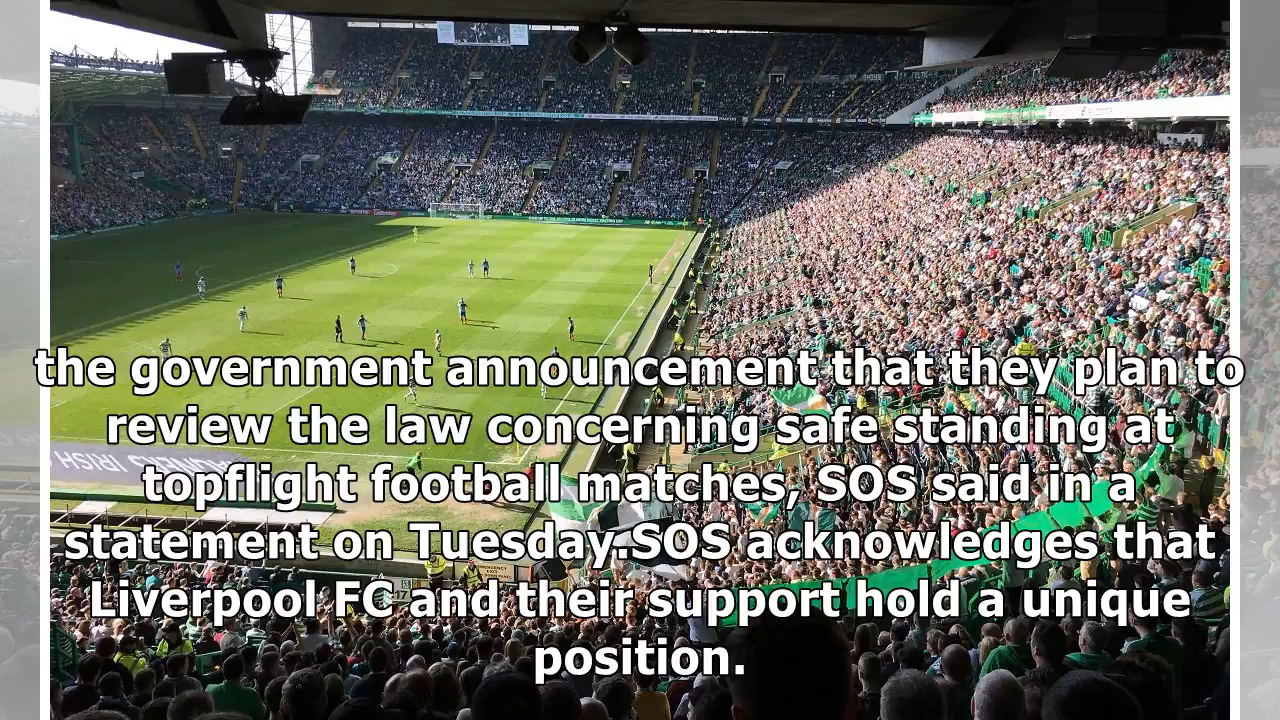 the government announcement that they plan to
review the law concerning safe standing at
topflight football matches, SOS said in a
statement on Tuesday.SOS acknowledges that
Liverpool FC and their support hold a unique
position.
17